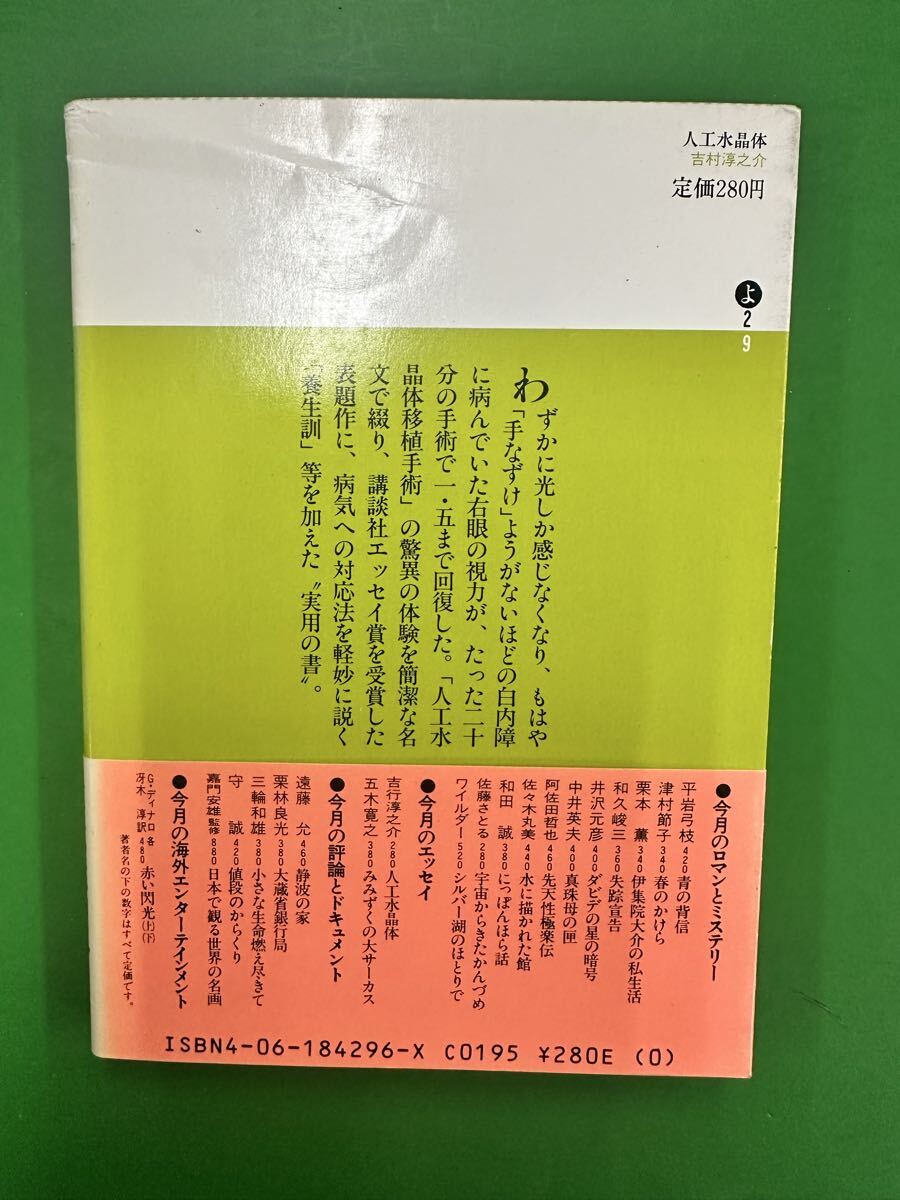 人工水晶体
吉行淳之介
定価280円
よ
2
9
わずかに光しか感じなくなり、もはや
「手なずけ」ようがないほどの白内障
に病んでいた右眼の視力が、たった二十
分の手術で一・五まで回復した。「人工水
晶体移植手術」の驚異の体験を簡潔な名
文で綴り、講談社エッセイ賞を受賞した
表題作に、病気への対応法を軽妙に説く
「養生訓」等を加えた〝実用の書〟。
●今月のロマンとミステリー
平岩弓枝 420 青の背信
津村節子 340 春のかけら
栗本 薫 340 伊集院大介の私生活
和久峻三 360 失踪宣告
井沢元彦 400 ダビデの星の暗号
中井英夫 400 真珠母の匣
阿佐田哲也 460 先天性極楽伝
佐々木丸美 440 水に描かれた館
和田 誠 380 にっぽんほら話
佐藤さとる 280 宇宙からきたかんづめ
ワイルダー 520 シルバー湖のほとりで
●今月のエッセイ
吉行淳之介 280 人工水晶体
五木寛之 380 みみずくの大サーカス
●今月の評論とドキュメント
遠藤 允 460 静波の家
栗林良光 380 大蔵省銀行局
三輪和雄 380 小さな生命燃え尽きて
守 誠 420 値段のからくり
嘉門安雄監修 880 日本で観る世界の名画
●今月の海外エンターテインメント
G・ディナロ 各
冴木 淳訳 480 赤い閃光(上)(下)
著者名の下の数字はすべて定価です。
ISBN4-06-184296-X C0195 ¥280E (0)